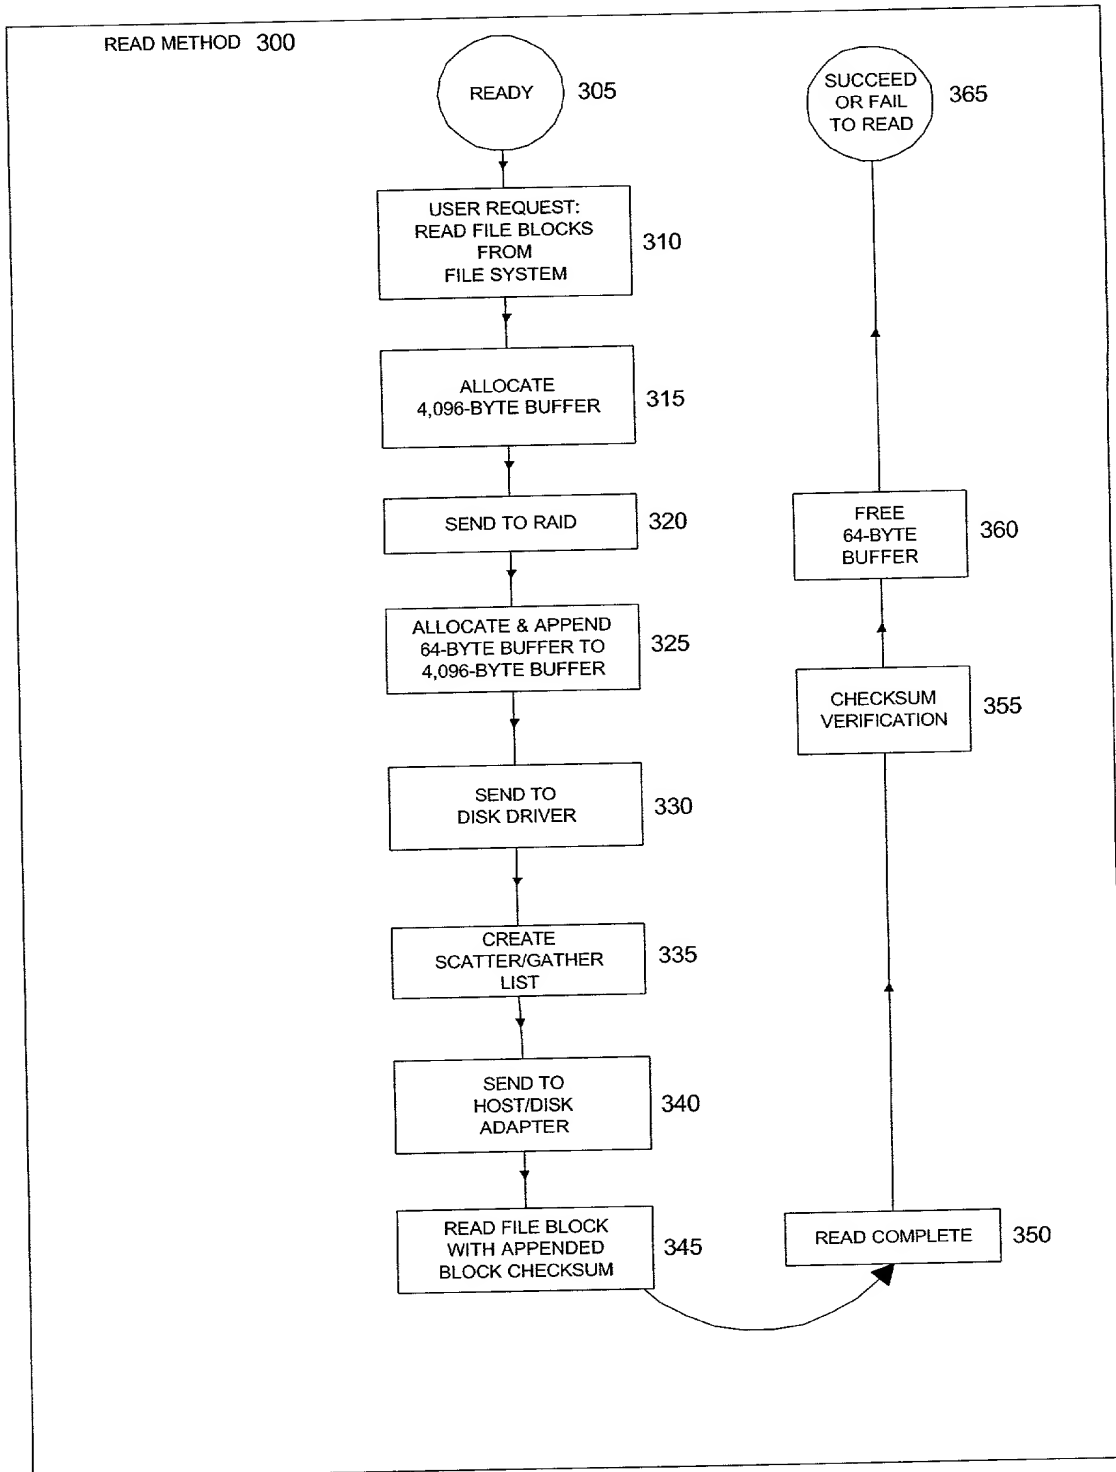 READ METHOD 300
READY 305
USER REQUEST:
READ FILE BLOCKS
FROM
FILE SYSTEM
310
ALLOCATE
4,096-BYTE BUFFER
315
SEND TO RAID 320
ALLOCATE & APPEND
64-BYTE BUFFER TO
4,096-BYTE BUFFER
325
SEND TO
DISK DRIVER
330
CREATE
SCATTER/GATHER
LIST
335
SEND TO
HOST/DISK
ADAPTER
340
READ FILE BLOCK
WITH APPENDED
BLOCK CHECKSUM
345
READ COMPLETE 350
CHECKSUM
VERIFICATION
355
FREE
64-BYTE
BUFFER
360
SUCCEED
OR FAIL
TO READ
365